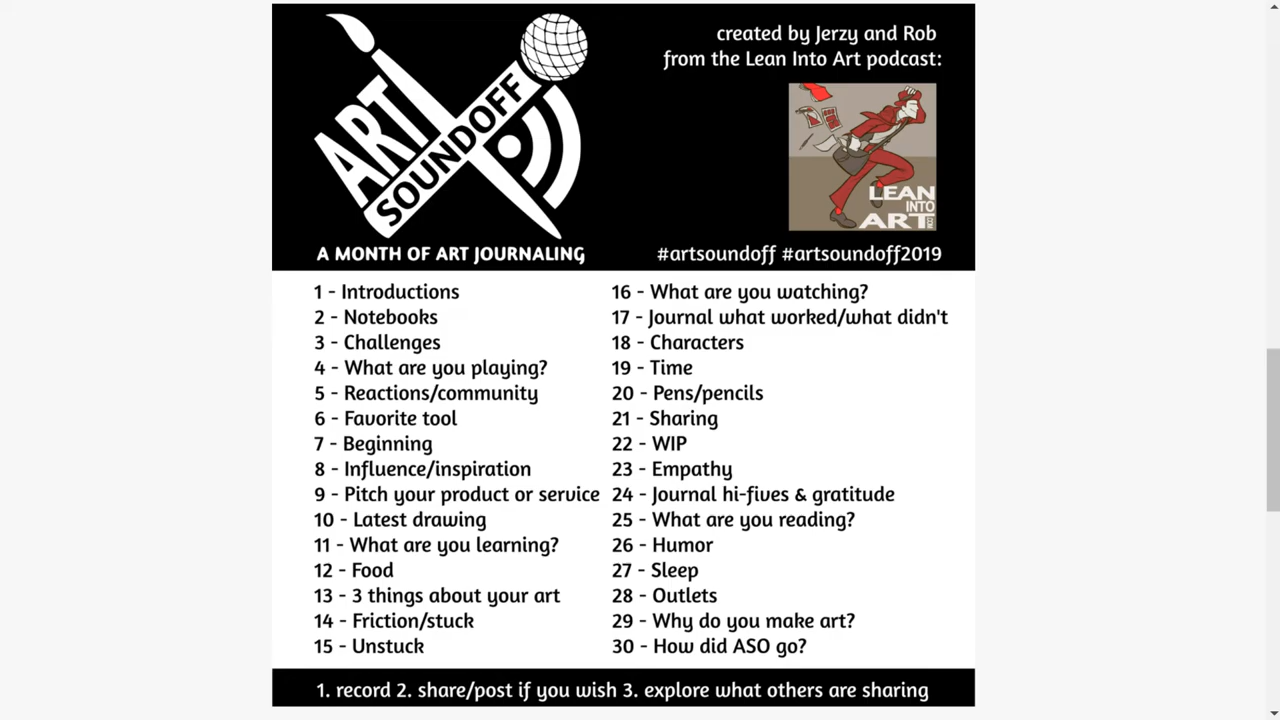 ART
SOUNDOFF
A MONTH OF ART JOURNALING
created by Jerzy and Rob
from the Lean Into Art podcast:
LEAN
INTO
ART
#artsoundoff #artsoundoff2019
1 - Introductions
2 - Notebooks
3 - Challenges
4 - What are you playing?
5 - Reactions/community
6 - Favorite tool
7 - Beginning
8 - Influence/inspiration
9 - Pitch your product or service
10 - Latest drawing
11 - What are you learning?
12 - Food
13 - 3 things about your art
14 - Friction/stuck
15 - Unstuck
16 - What are you watching?
17 - Journal what worked/what didn't
18 - Characters
19 - Time
20 - Pens/pencils
21 - Sharing
22 - WIP
23 - Empathy
24 - Journal hi-fives & gratitude
25 - What are you reading?
26 - Humor
27 - Sleep
28 - Outlets
29 - Why do you make art?
30 - How did ASO go?
1. record 2. share/post if you wish 3. explore what others are sharing